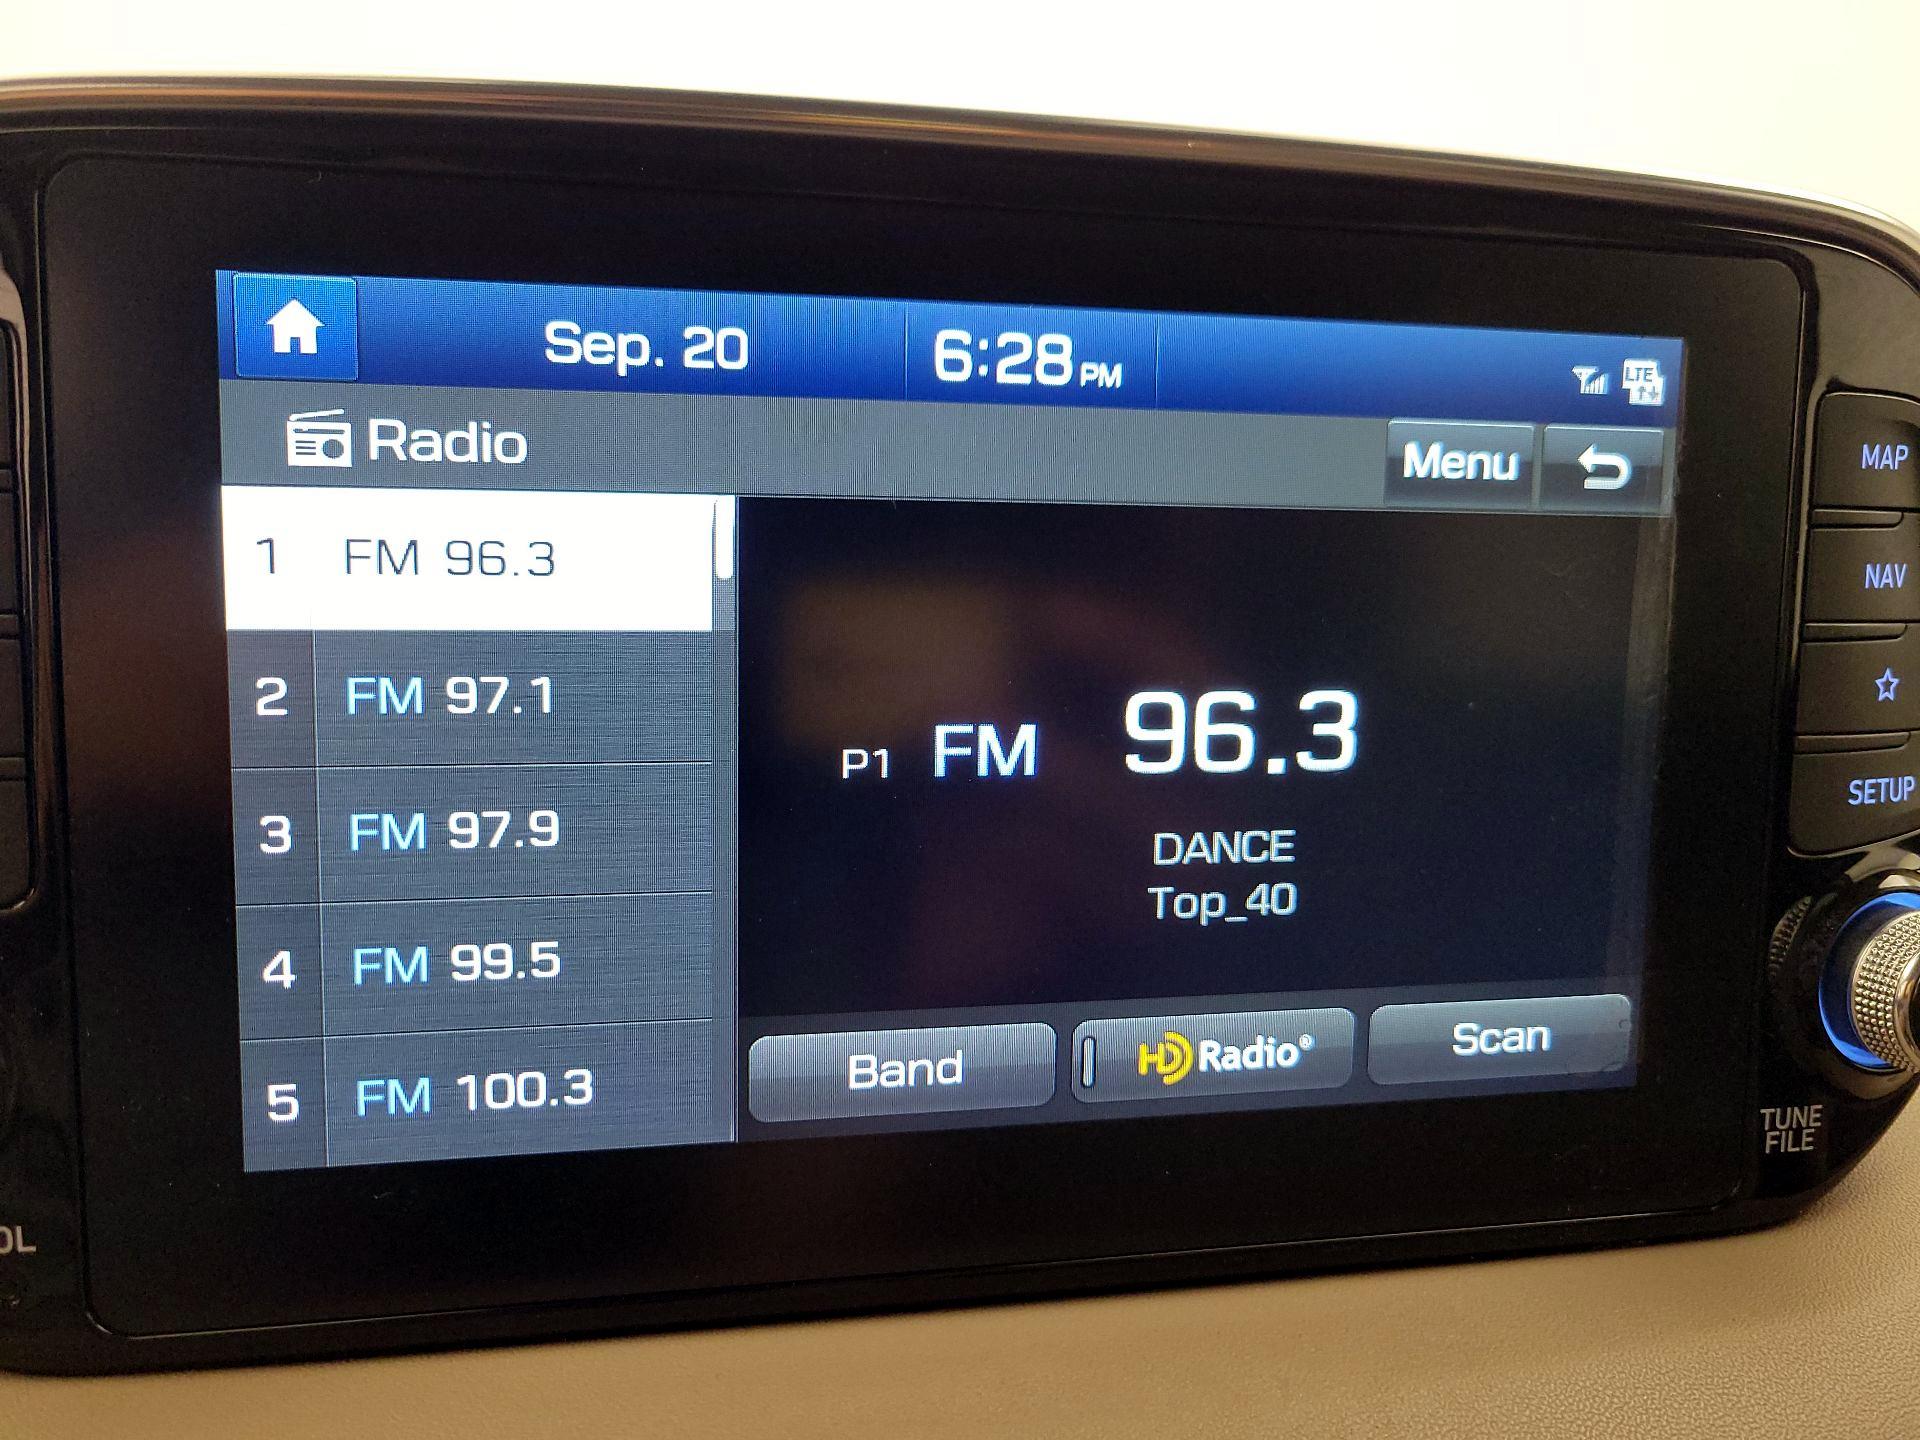 Sep. 20 6:28 PM LTE
Radio Menu
1 FM 96.3
2 FM 97.1
3 FM 97.9
4 FM 99.5
5 FM 100.3
P1 FM 96.3
DANCE
Top_40
Band HD Radio® Scan
MAP
NAV
SETUP
TUNE
FILE
OL